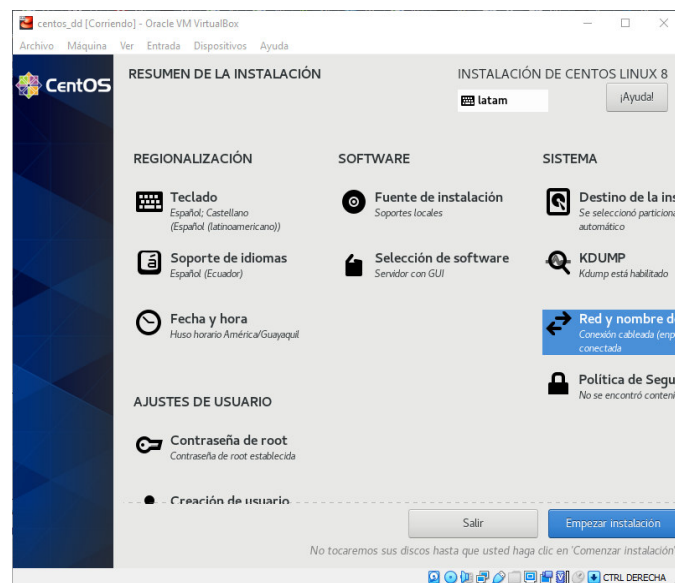 centos_dd [Corriendo] - Oracle VM VirtualBox
Archivo Máquina Ver Entrada Dispositivos Ayuda
CentOS
RESUMEN DE LA INSTALACIÓN
INSTALACIÓN DE CENTOS LINUX 8
latam
¡Ayuda!
REGIONALIZACIÓN
Teclado
Español; Castellano
(Español (latinoamericano))
Soporte de idiomas
Español (Ecuador)
Fecha y hora
Huso horario América/Guayaquil
AJUSTES DE USUARIO
Contraseña de root
Contraseña de root establecida
Creación de usuario
SOFTWARE
Fuente de instalación
Soportes locales
Selección de software
Servidor con GUI
SISTEMA
Destino de la ins
Se seleccionó particiona
automático
KDUMP
Kdump está habilitado
Red y nombre d
Conexión cableada (enp
conectada
Política de Segu
No se encontró conten
Salir
Empezar instalación
No tocaremos sus discos hasta que usted haga clic en 'Comenzar instalación'
CTRL DERECHA